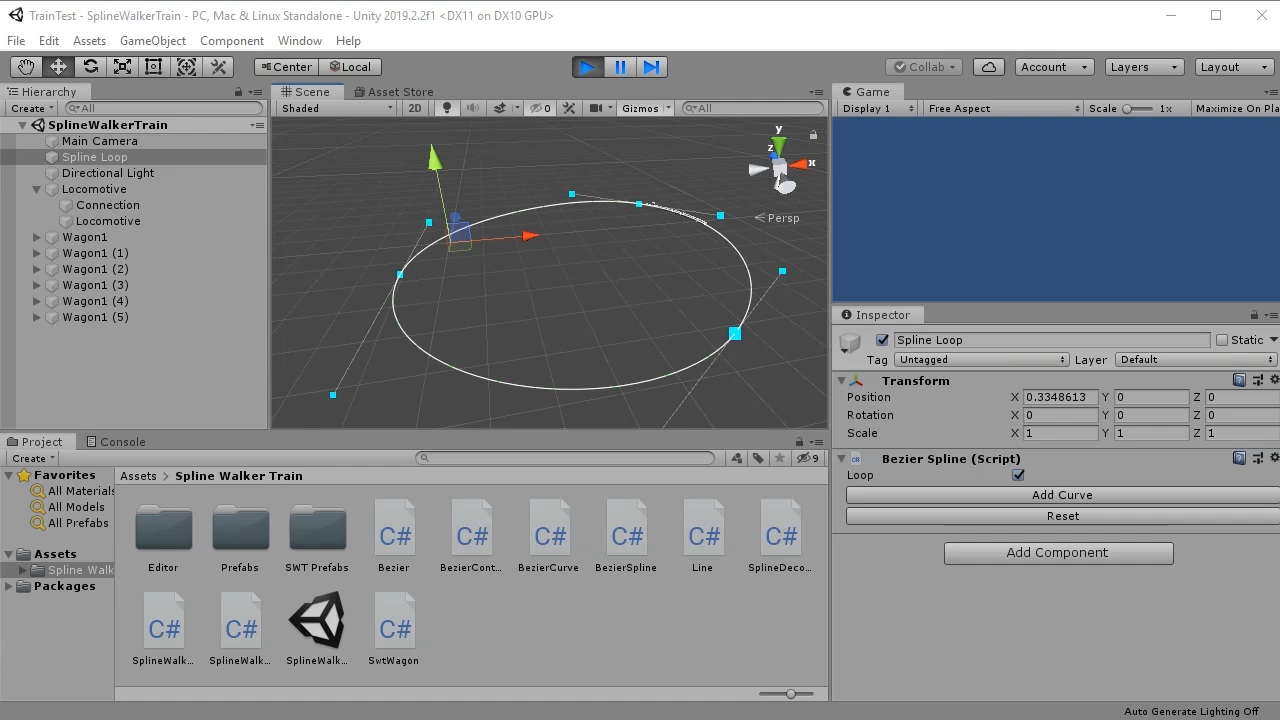 TrainTest - SplineWalkerTrain - PC, Mac & Linux Standalone - Unity 2019.2.2f1 <DX11 on DX10 GPU>
File Edit Assets GameObject Component Window Help
Center Local Collab Account Layers Layout
Hierarchy
Create All
SplineWalkerTrain
Main Camera
Spline Loop
Directional Light
Locomotive
Connection
Locomotive
Wagon1
Wagon1 (1)
Wagon1 (2)
Wagon1 (3)
Wagon1 (4)
Wagon1 (5)
Scene Asset Store
Shaded 2D 0 Gizmos All
y
z
x
Persp
Game
Display 1 Free Aspect Scale 1x Maximize On Pla
Inspector
Spline Loop Static
Tag Untagged Layer Default
Transform
Position X 0.3348613 Y 0 Z 0
Rotation X 0 Y 0 Z 0
Scale X 1 Y 1 Z 1
Bezier Spline (Script)
Loop
Add Curve
Reset
Add Component
Project Console
Create 9
Favorites
All Materials
All Models
All Prefabs
Assets
Spline Walk
Packages
Assets > Spline Walker Train
C# C# C# C# C# C#
Editor Prefabs SWT Prefabs Bezier BezierCont... BezierCurve BezierSpline Line SplineDeco...
C# C# C#
SplineWalk... SplineWalk... SplineWalk... SwtWagon
Auto Generate Lighting Off